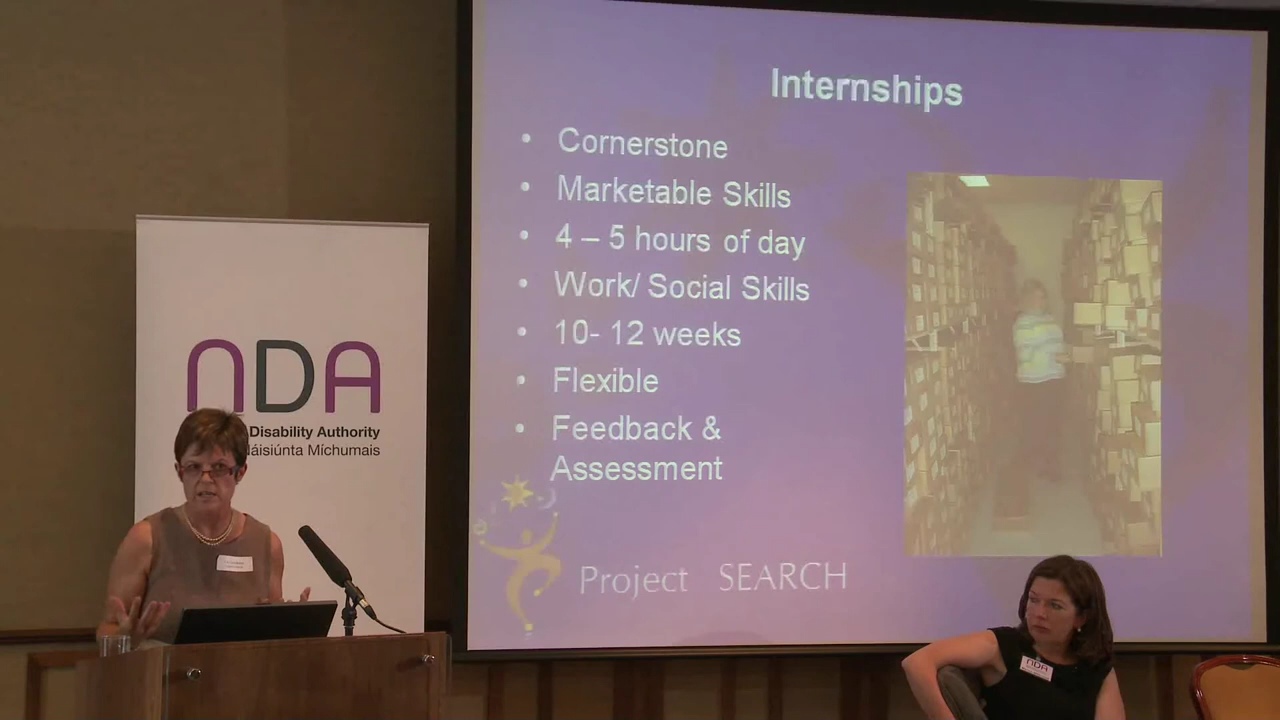 Internships
• Cornerstone
• Marketable Skills
• 4 – 5 hours of day
• Work/ Social Skills
• 10- 12 weeks
• Flexible
• Feedback &
Assessment
Project SEARCH
NDA
Disability Authority
Míchumais
NDA